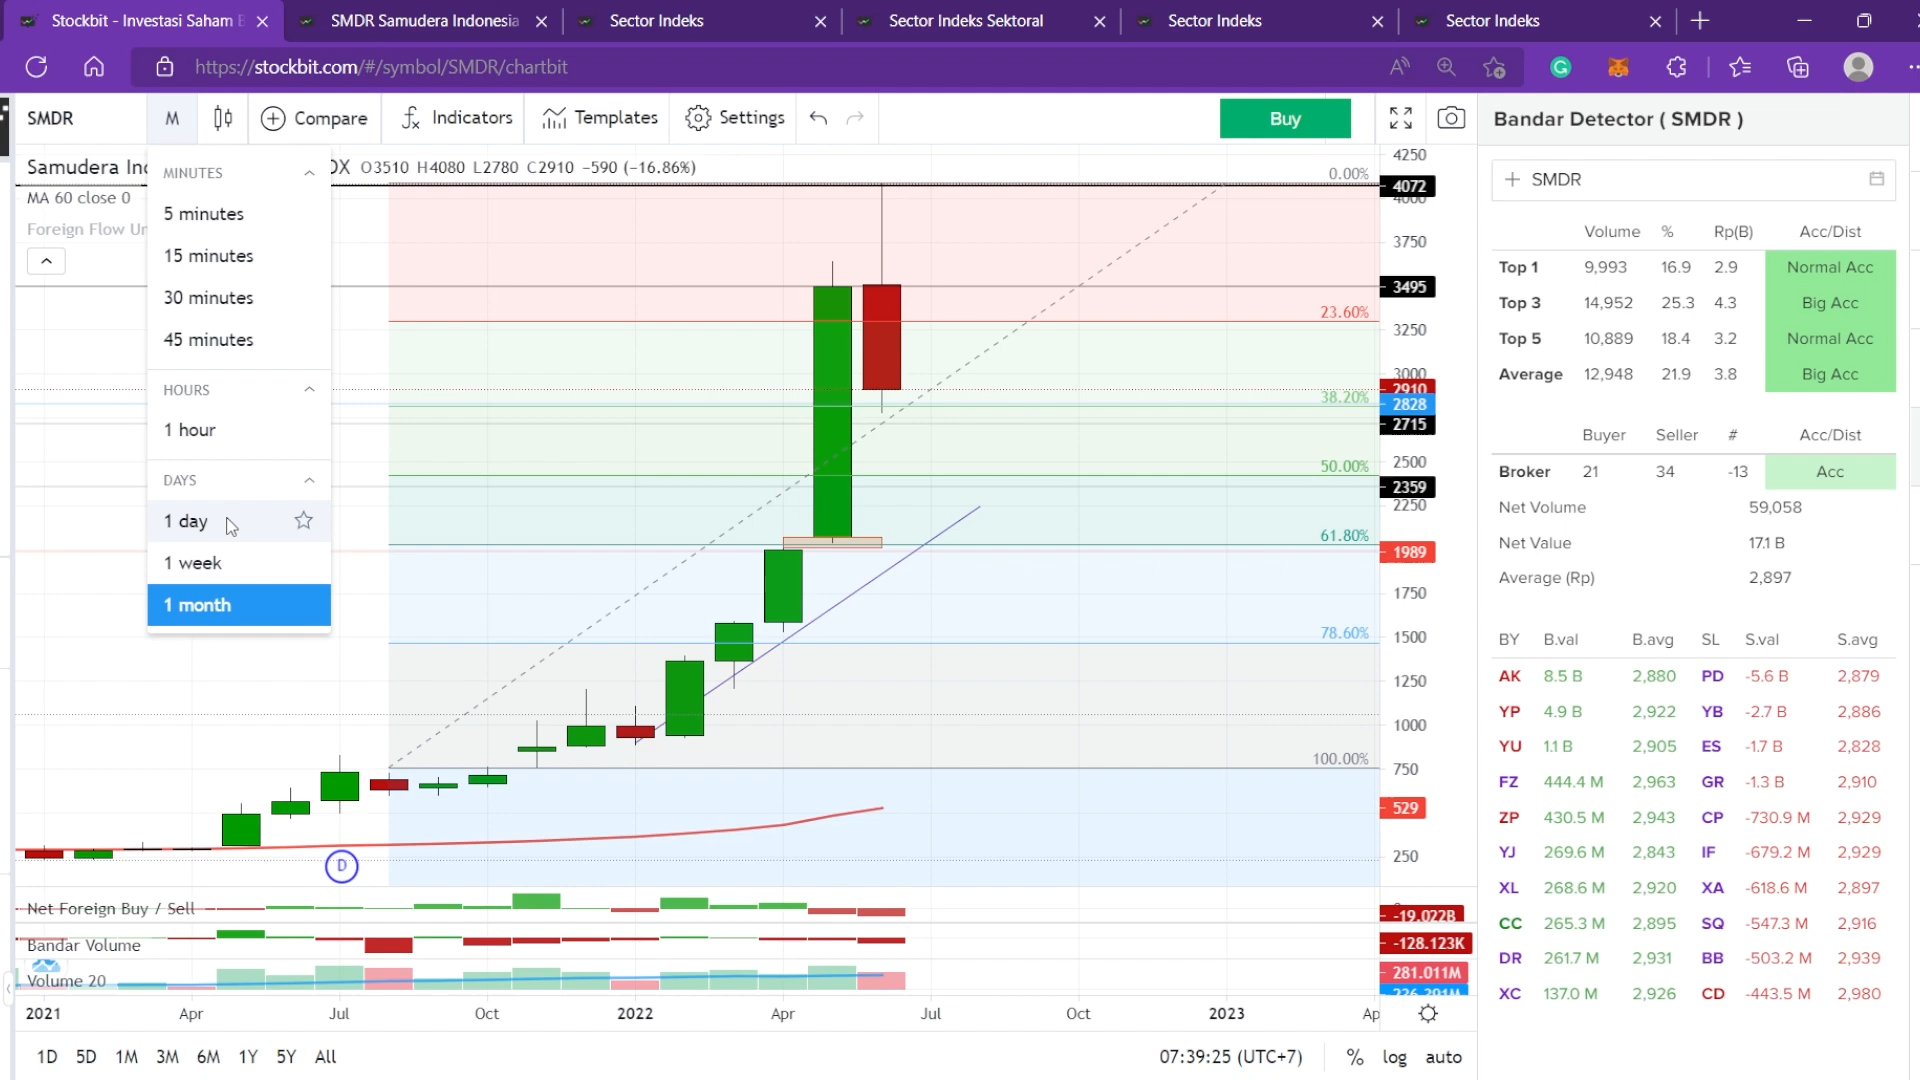 Stockbit - Investasi Saham B
SMDR Samudera Indonesia
Sector Indeks
Sector Indeks Sektoral
Sector Indeks
Sector Indeks
https://stockbit.com/#/symbol/SMDR/chartbit
SMDR M Compare Indicators Templates Settings Buy
Samudera Inc DX O3510 H4080 L2780 C2910 -590 (-16.86%)
MA 60 close 0
Foreign Flow Ur
MINUTES
5 minutes
15 minutes
30 minutes
45 minutes
HOURS
1 hour
DAYS
1 day
1 week
1 month
0.00%
23.60%
38.20%
50.00%
61.80%
78.60%
100.00%
D
4250
4072
4000
3750
3495
3250
3000
2910
2828
2715
2500
2359
2250
1989
1750
1500
1250
1000
750
529
250
Net Foreign Buy / Sell -19.022B
Bandar Volume -128.123K
Volume 20 281.011M
226.291M
2021 Apr Jul Oct 2022 Apr Jul Oct 2023 Ap
1D 5D 1M 3M 6M 1Y 5Y All 07:39:25 (UTC+7) % log auto
Bandar Detector ( SMDR )
SMDR
Volume % Rp(B) Acc/Dist
Top 1 9,993 16.9 2.9 Normal Acc
Top 3 14,952 25.3 4.3 Big Acc
Top 5 10,889 18.4 3.2 Normal Acc
Average 12,948 21.9 3.8 Big Acc
Buyer Seller # Acc/Dist
Broker 21 34 -13 Acc
Net Volume 59,058
Net Value 17.1 B
Average (Rp) 2,897
BY B.val B.avg SL S.val S.avg
AK 8.5 B 2,880 PD -5.6 B 2,879
YP 4.9 B 2,922 YB -2.7 B 2,886
YU 1.1 B 2,905 ES -1.7 B 2,828
FZ 444.4 M 2,963 GR -1.3 B 2,910
ZP 430.5 M 2,943 CP -730.9 M 2,929
YJ 269.6 M 2,843 IF -679.2 M 2,929
XL 268.6 M 2,920 XA -618.6 M 2,897
CC 265.3 M 2,895 SQ -547.3 M 2,916
DR 261.7 M 2,931 BB -503.2 M 2,939
XC 137.0 M 2,926 CD -443.5 M 2,980